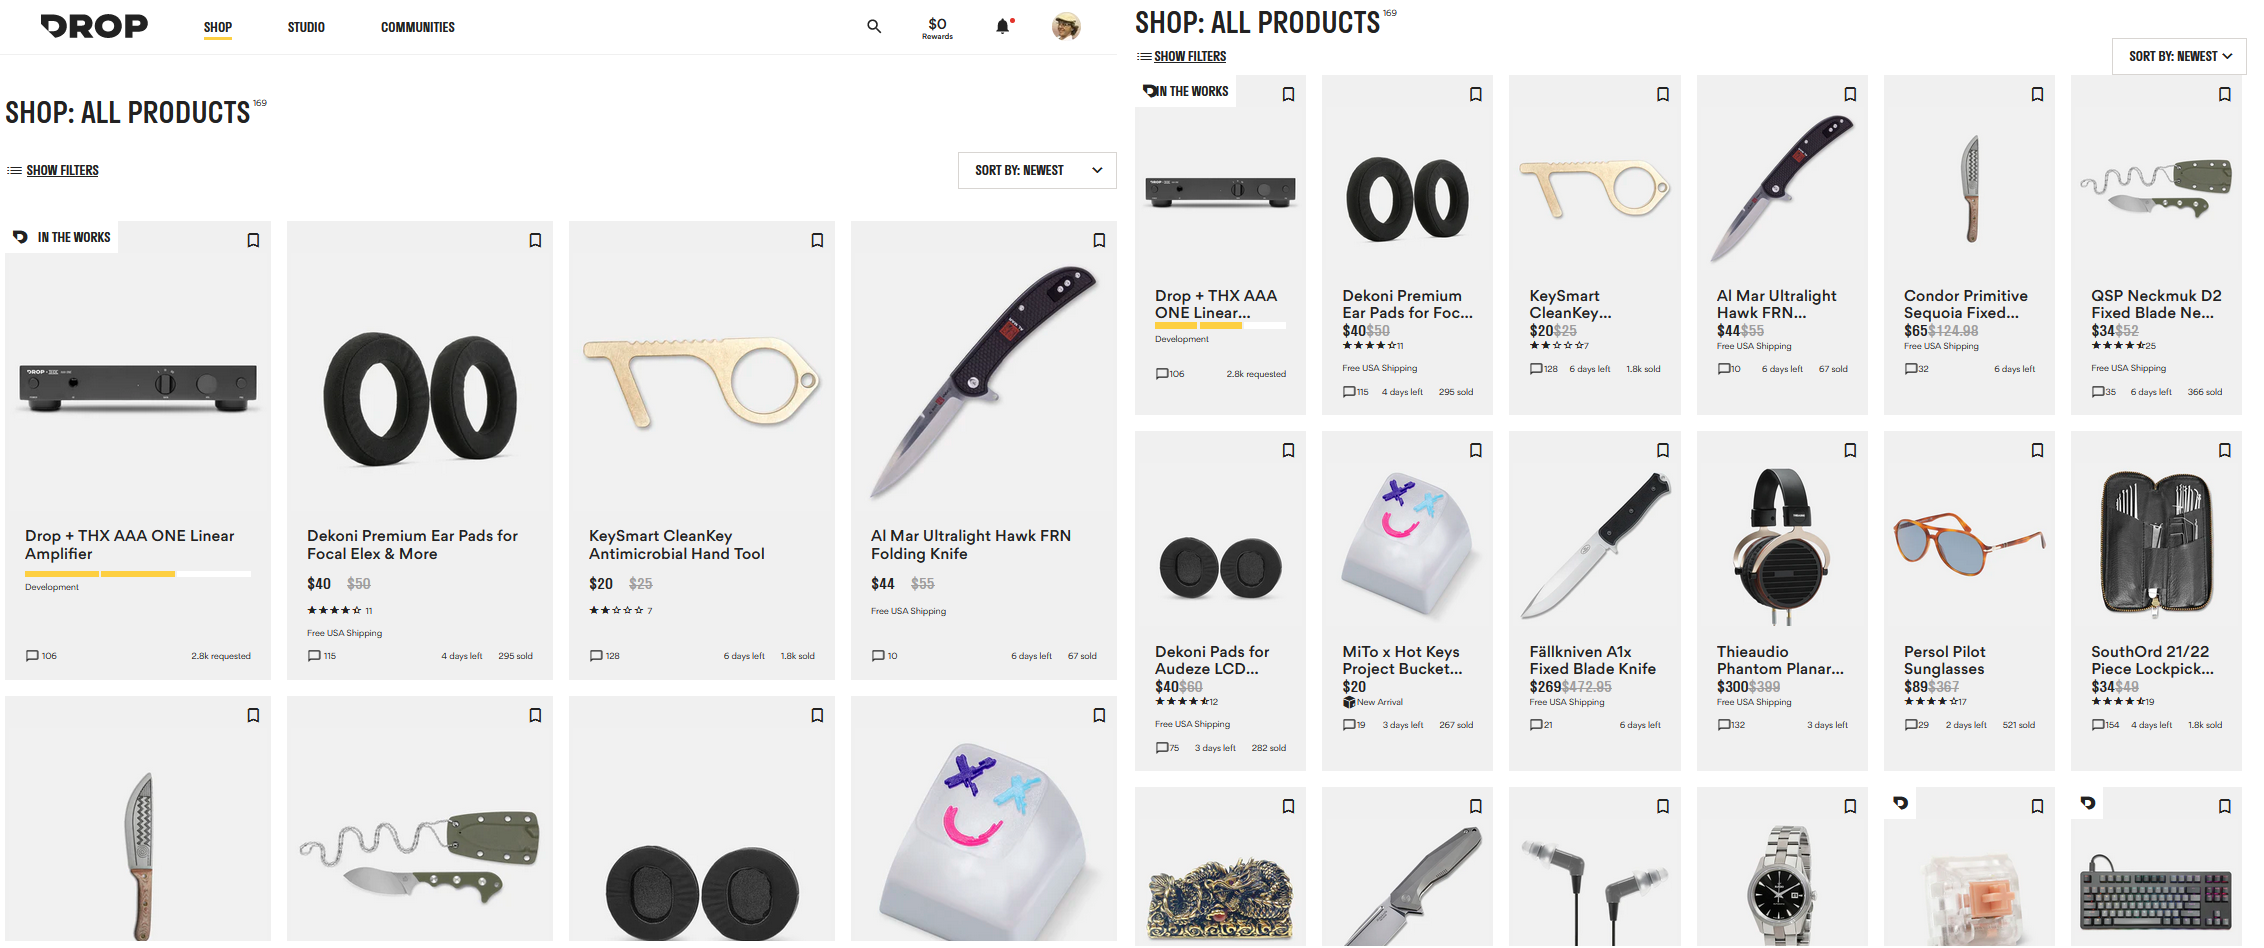 DROP
SHOP
STUDIO
COMMUNITIES
$0
Rewards
SHOP: ALL PRODUCTS 169
SHOW FILTERS
SORT BY: NEWEST
IN THE WORKS
Drop + THX AAA ONE Linear
Amplifier
Development
106
2.8k requested
Dekoni Premium Ear Pads for
Focal Elex & More
$40 $50
11
Free USA Shipping
115
4 days left
295 sold
KeySmart CleanKey
Antimicrobial Hand Tool
$20 $25
7
128
6 days left
1.8k sold
Al Mar Ultralight Hawk FRN
Folding Knife
$44 $55
Free USA Shipping
10
6 days left
67 sold
SHOP: ALL PRODUCTS 169
SHOW FILTERS
SORT BY: NEWEST
IN THE WORKS
Drop + THX AAA
ONE Linear...
Development
106
2.8k requested
Dekoni Premium
Ear Pads for Foc...
$40$50
11
Free USA Shipping
115
4 days left
295 sold
KeySmart
CleanKey...
$20$25
7
128
6 days left
1.8k sold
Al Mar Ultralight
Hawk FRN...
$44$55
Free USA Shipping
10
6 days left
67 sold
Condor Primitive
Sequoia Fixed...
$65$124.98
Free USA Shipping
32
6 days left
QSP Neckmuk D2
Fixed Blade Ne...
$34$52
25
Free USA Shipping
35
6 days left
366 sold
Dekoni Pads for
Audeze LCD...
$40$60
12
Free USA Shipping
75
3 days left
282 sold
MiTo x Hot Keys
Project Bucket...
$20
New Arrival
19
3 days left
267 sold
Fällkniven A1x
Fixed Blade Knife
$269$472.95
Free USA Shipping
21
6 days left
Thieaudio
Phantom Planar...
$300$399
Free USA Shipping
132
3 days left
Persol Pilot
Sunglasses
$89$367
17
29
2 days left
521 sold
SouthOrd 21/22
Piece Lockpick...
$34$49
19
154
4 days left
1.8k sold